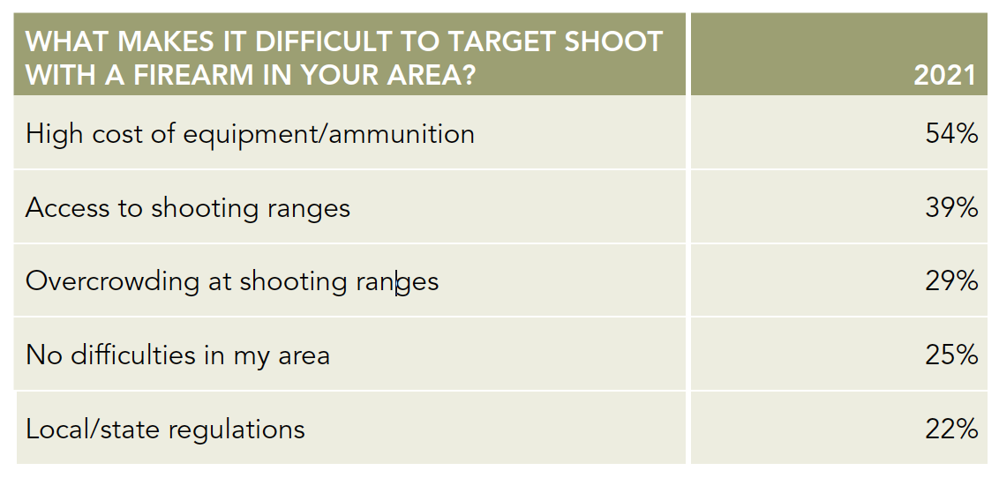 WHAT MAKES IT DIFFICULT TO TARGET SHOOT
WITH A FIREARM IN YOUR AREA? 2021
High cost of equipment/ammunition 54%
Access to shooting ranges 39%
Overcrowding at shooting ranges 29%
No difficulties in my area 25%
Local/state regulations 22%